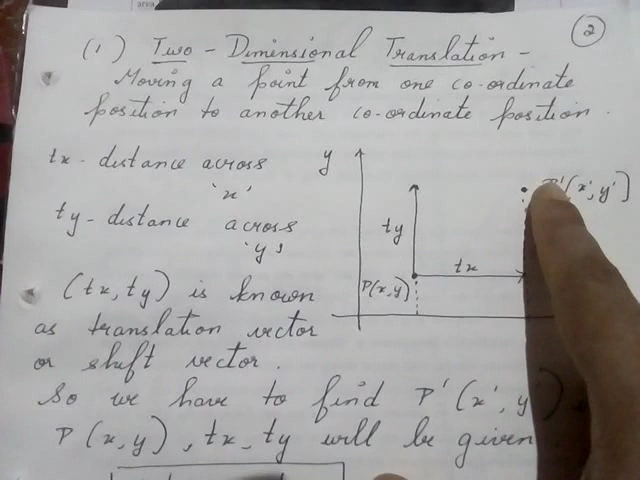 2
(1) Two - Dimensional Translation -
Moving a point from one co-ordinate
position to another co-ordinate position.
tx - distance across
'x'
ty - distance across
'y'
(tx, ty) is known
as translation vector
or shift vector.
y
P'(x', y')
ty
tx
P(x, y)
So we have to find P'(x', y
P(x, y), tx, ty will be given